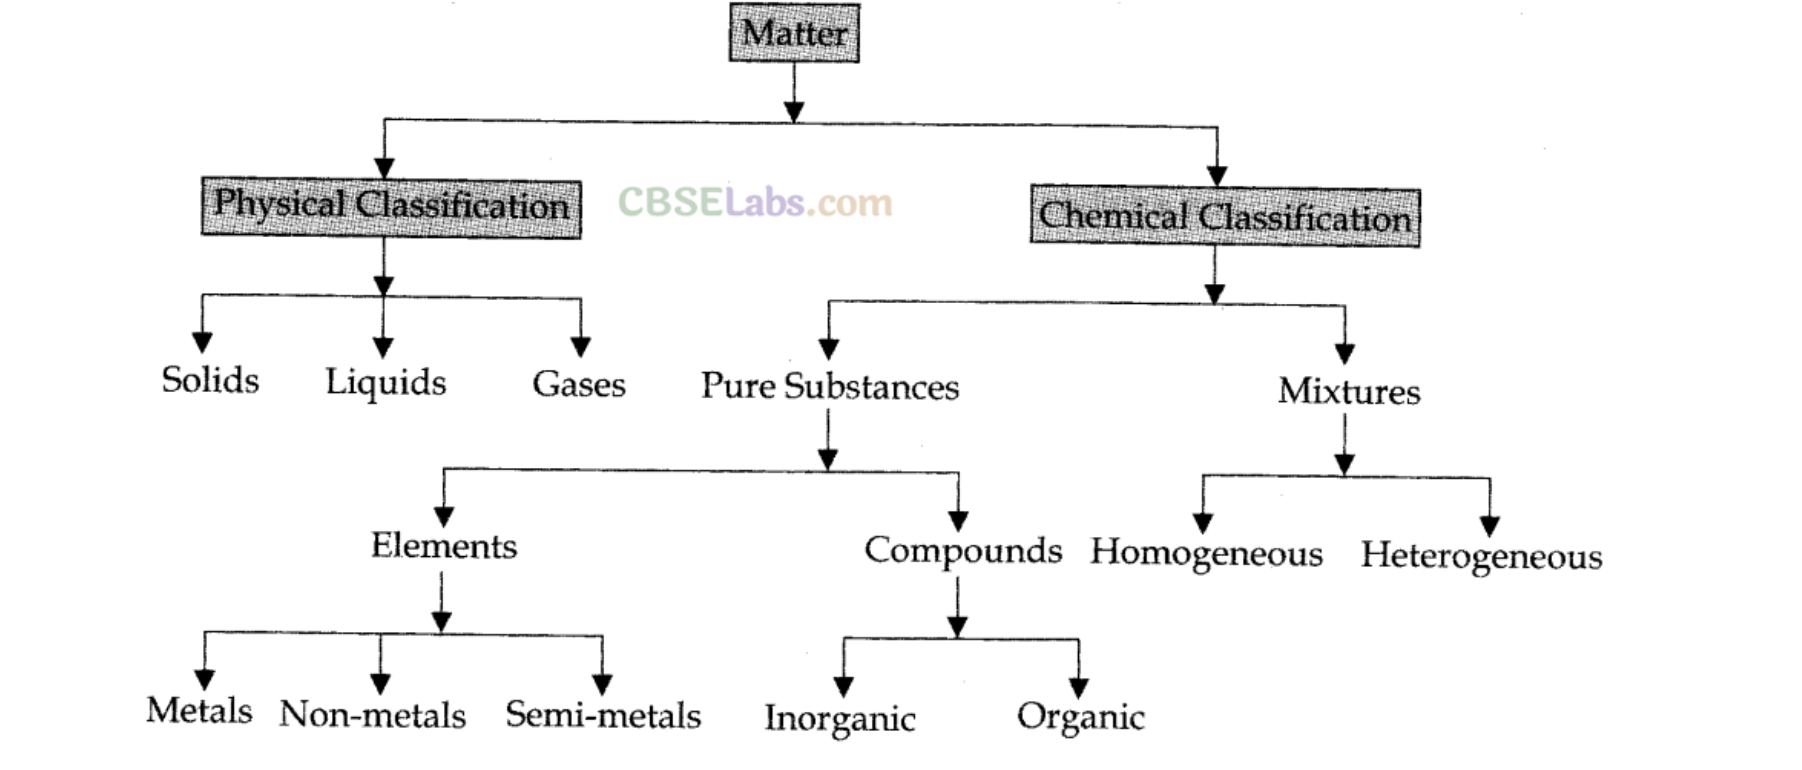 Matter
Physical Classification
CBSELabs.com
Chemical Classification
Solids
Liquids
Gases
Pure Substances
Mixtures
Elements
Compounds
Homogeneous
Heterogeneous
Metals
Non-metals
Semi-metals
Inorganic
Organic